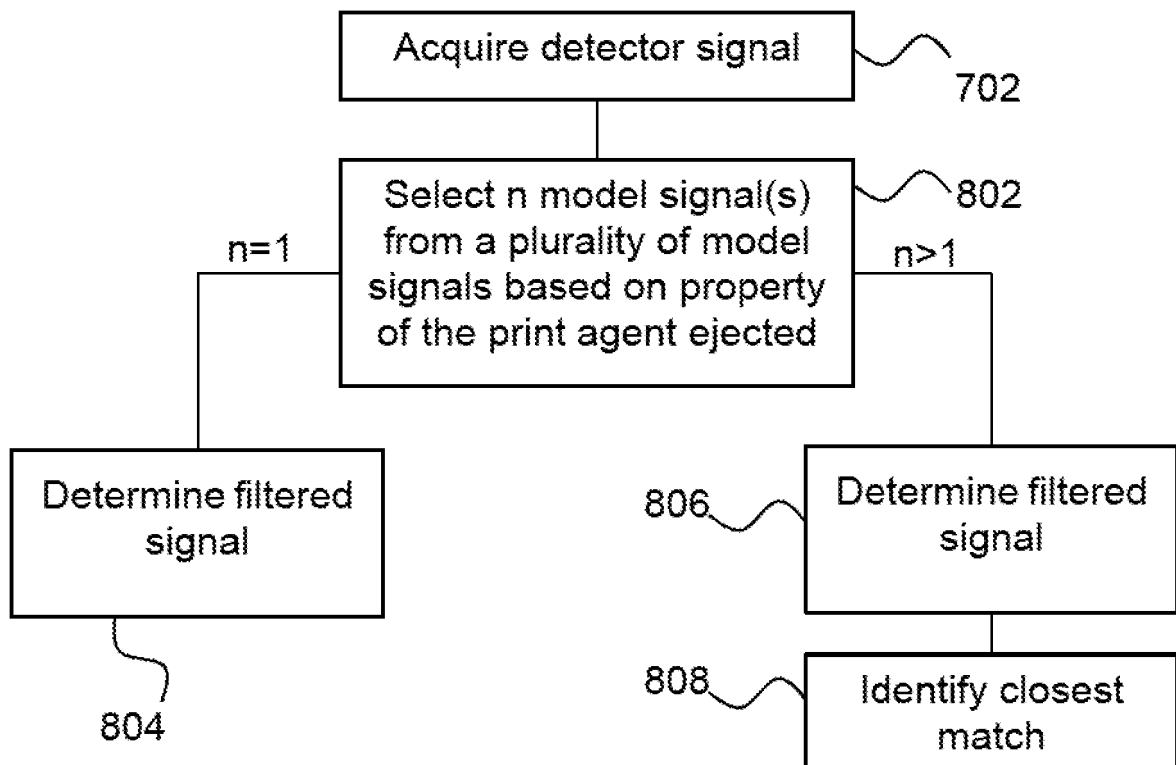 Acquire detector signal
702
Select n model signal(s)
from a plurality of model
signals based on property
of the print agent ejected
802
n=1
n>1
Determine filtered
signal
804
806
Determine filtered
signal
808
Identify closest
match